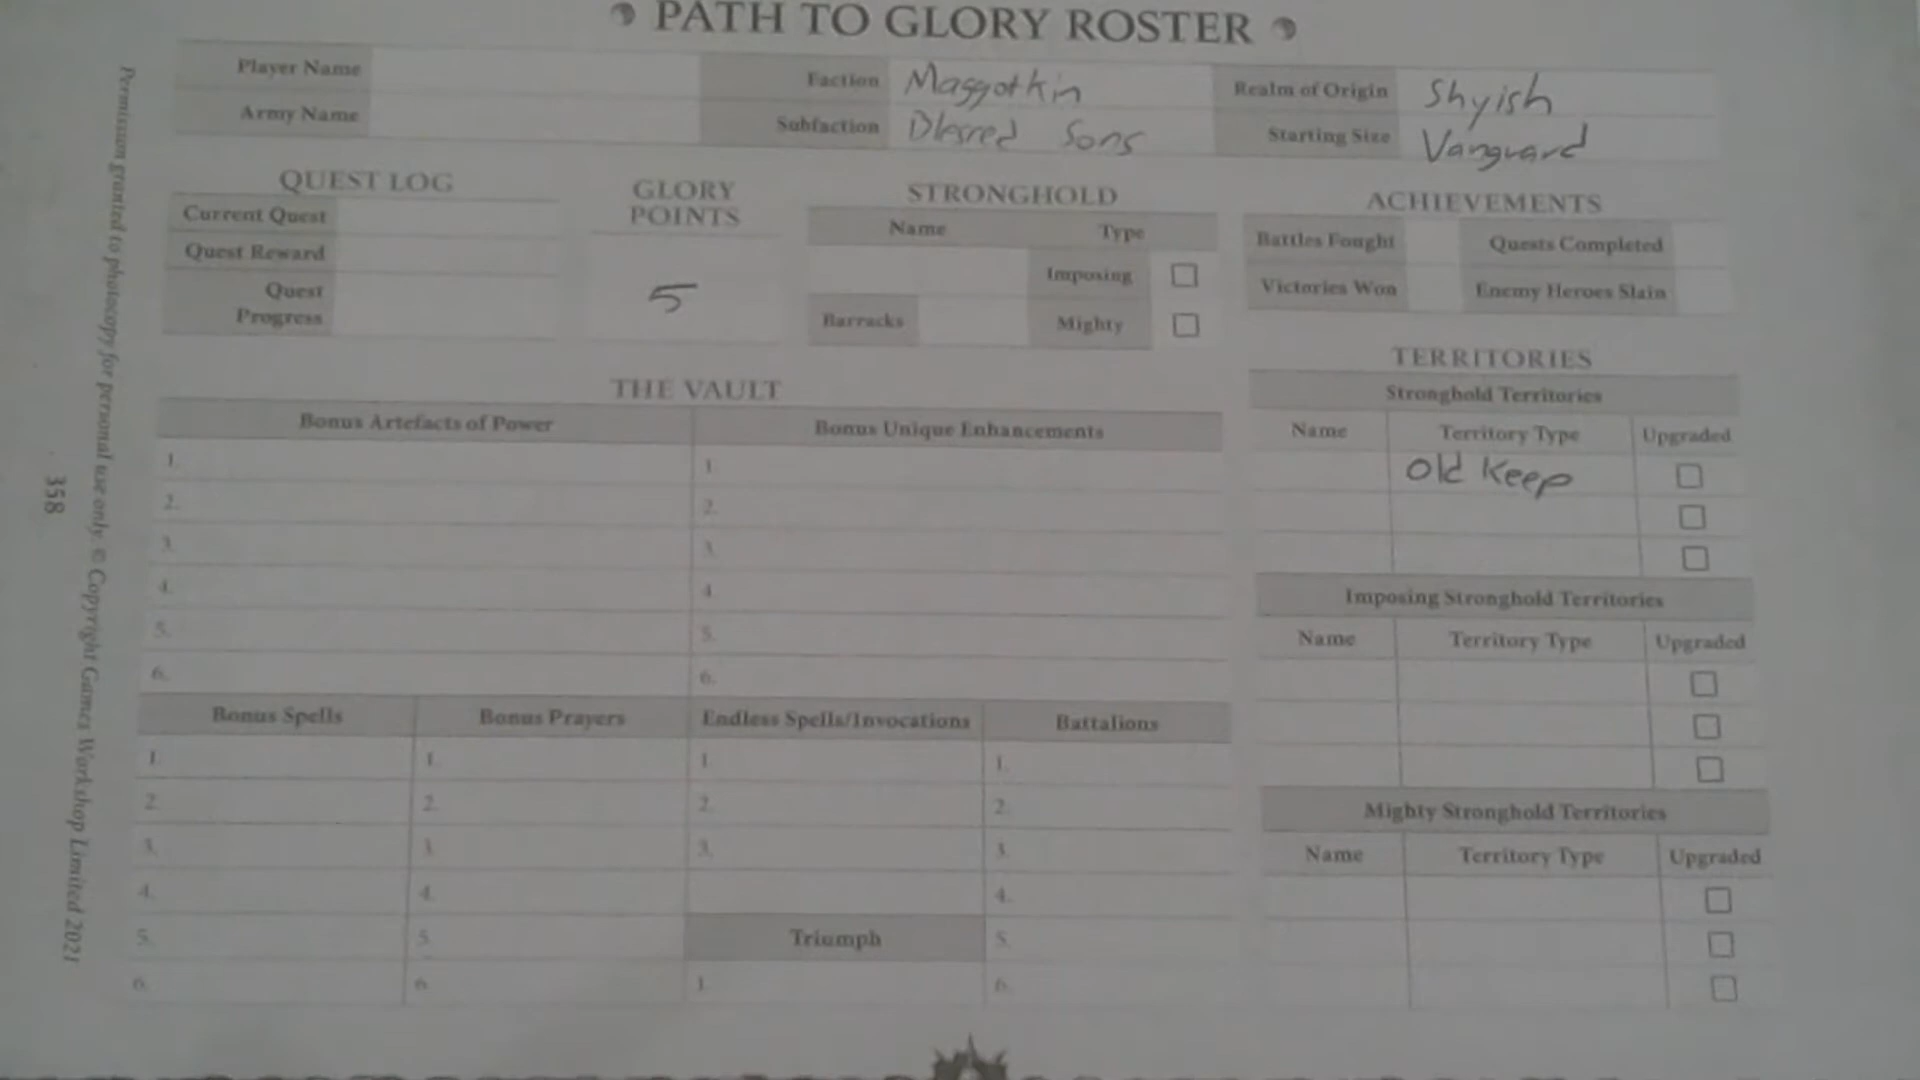 PATH TO GLORY ROSTER
Player Name
Army Name
Faction Maggotkin
Subfaction Blesred Sons
Realm of Origin Shyish
Starting Size Vanguard
QUEST LOG
Current Quest
Quest Reward
Quest
Progress
GLORY
POINTS
5
STRONGHOLD
Name Type
Imposing
Barracks Mighty
ACHIEVEMENTS
Battles Fought Quests Completed
Victories Won Enemy Heroes Slain
THE VAULT
Bonus Artefacts of Power Bonus Unique Enhancements
1. 1.
2. 2.
3. 3.
4. 4.
5. 5.
6. 6.
Bonus Spells Bonus Prayers Endless Spells/Invocations Battalions
1. 1. 1. 1.
2. 2. 2. 2.
3. 3. 3. 3.
4. 4. 4.
5. 5. Triumph 5.
6. 6. 1. 6.
TERRITORIES
Stronghold Territories
Name Territory Type Upgraded
Old Keep
Imposing Stronghold Territories
Name Territory Type Upgraded
Mighty Stronghold Territories
Name Territory Type Upgraded
Permission granted to photocopy for personal use only. © Copyright Games Workshop Limited 2021
358